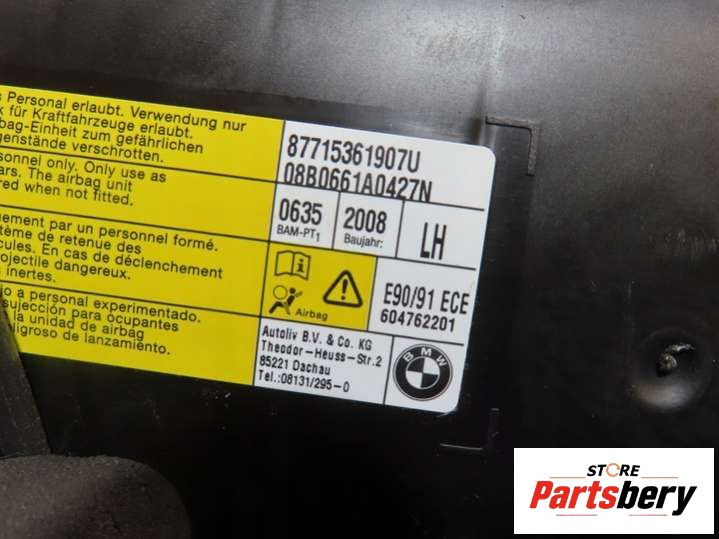 Personal erlaubt. Verwendung nur
für Kraftfahrzeuge erlaubt.
bag-Einheit zum gefährlichen
genstände verschrotten.
sonnel only. Only use as
ars. The airbag unit
red when not fitted.
uement par un personnel formé.
tème de retenue des
cules. En cas de déclenchement
rojectile dangereux.
s inertes.
o a personal experimentado.
sujección para ocupantes
la unidad de airbag
ligroso de lanzamiento.
87715361907U
08B0661A0427N
0635
BAM-PT1
2008
Baujahr:
LH
Airbag
E90/91 ECE
604762201
Autoliv B.V. & Co. KG
Theodor-Heuss-Str.2
85221 Dachau
Tel.:08131/295-0
BMW
STORE
Partsbery